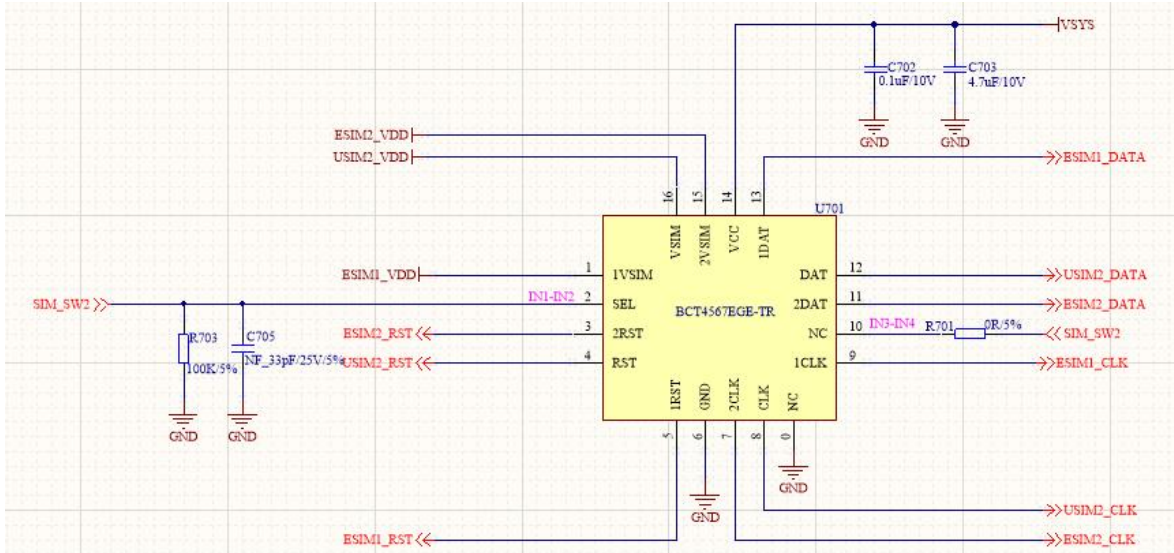 VSYS
C702
0.1uF/10V
C703
4.7uF/10V
GND
GND
ESIM2_VDD
USIM2_VDD
ESIM1_DATA
16
15
14
13
U701
VSIM
2VSIM
VCC
1DAT
ESIM1_VDD
1
1VSIM
DAT
12
USIM2_DATA
SIM_SW2
IN1-IN2
2
SEL
2DAT
11
ESIM2_DATA
BCT4567EGE-TR
R703
100K/5%
C705
NF_33pF/25V/5%
ESIM2_RST
3
2RST
NC
10
IN3-IN4
R701
0R/5%
SIM_SW2
USIM2_RST
4
RST
1CLK
9
ESIM1_CLK
1RST
GND
2CLK
CLK
NC
GND
GND
5
6
7
8
0
GND
GND
USIM2_CLK
ESIM1_RST
ESIM2_CLK